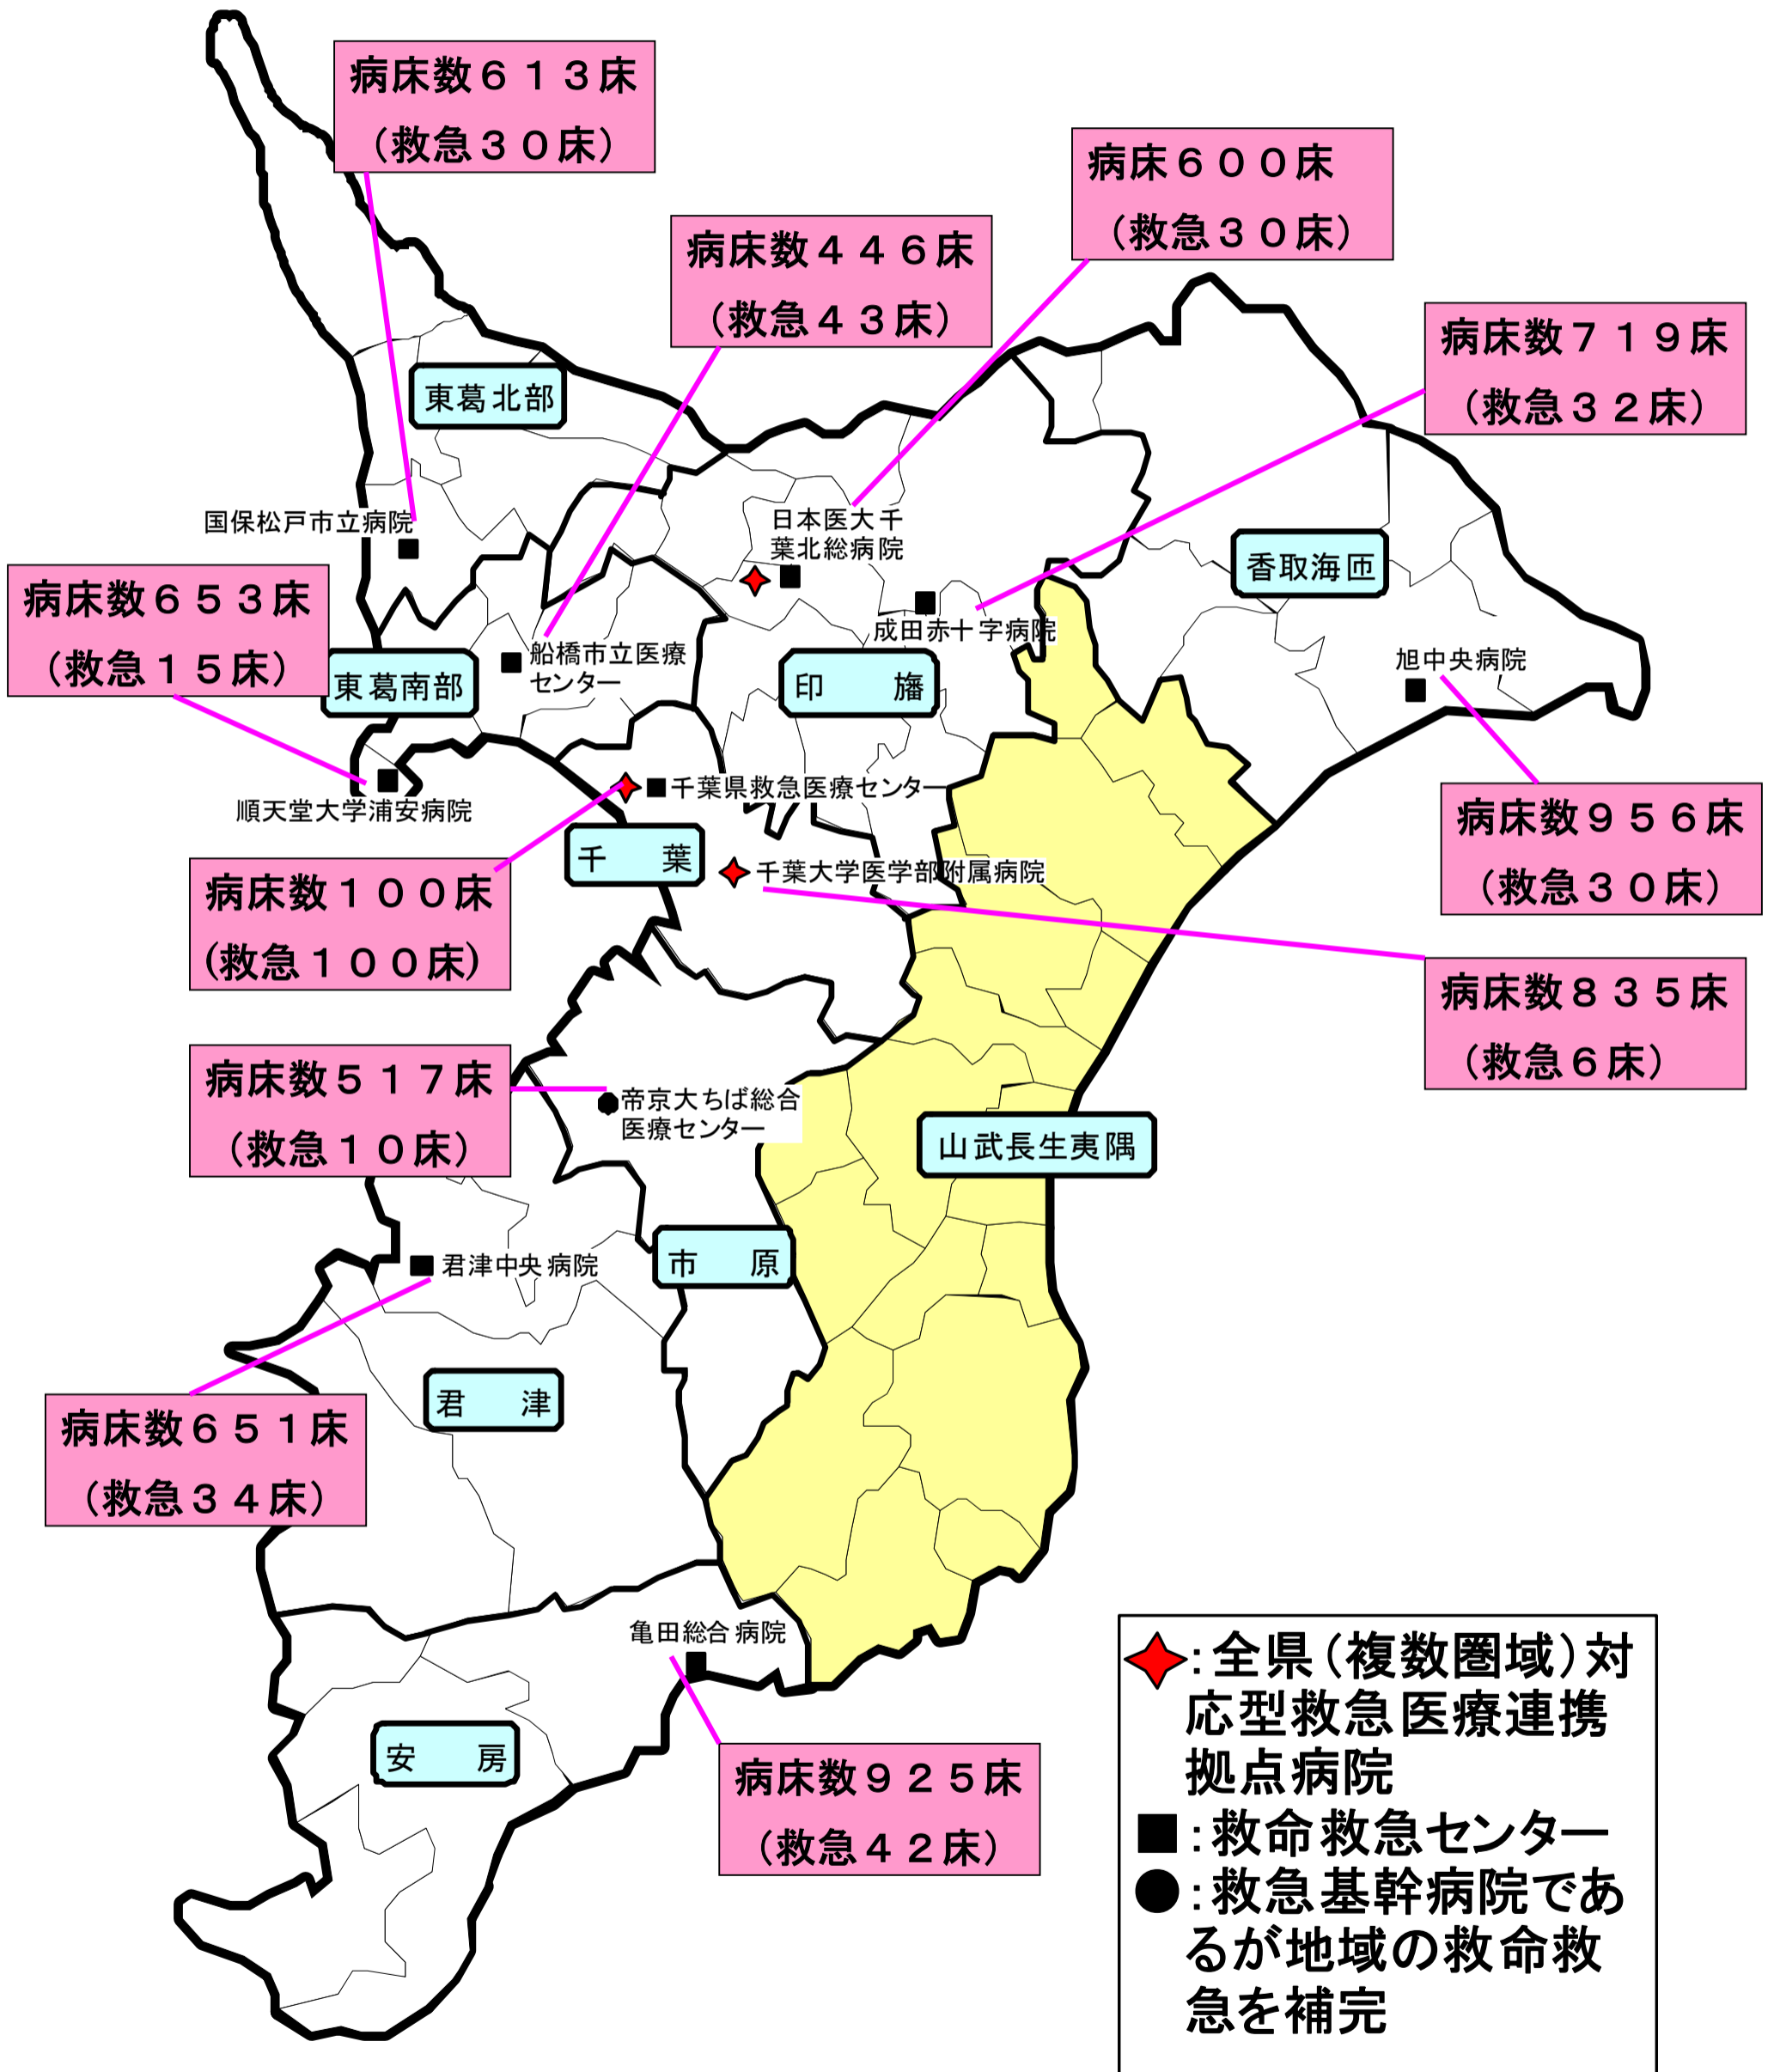 病床数６１３床
（救急３０床）
病床６００床
（救急３０床）
病床数４４６床
（救急４３床）
病床数７１９床
（救急３２床）
東葛北部
国保松戸市立病院
日本医大千
葉北総病院
香取海匝
病床数６５３床
（救急１５床）
成田赤十字病院
船橋市立医療
センター
東葛南部
印　旛
旭中央病院
順天堂大学浦安病院
千葉県救急医療センター
病床数９５６床
（救急３０床）
千　葉
千葉大学医学部附属病院
病床数１００床
(救急１００床)
病床数８３５床
（救急６床）
病床数５１７床
（救急１０床）
帝京大ちば総合
医療センター
山武長生夷隅
市　原
君津中央病院
君　津
病床数６５１床
（救急３４床）
亀田総合病院
安　房
病床数９２５床
（救急４２床）
：全県（複数圏域）対
応型救急医療連携
拠点病院
■：救命救急センター
●：救急基幹病院であ
るが地域の救命救
急を補完